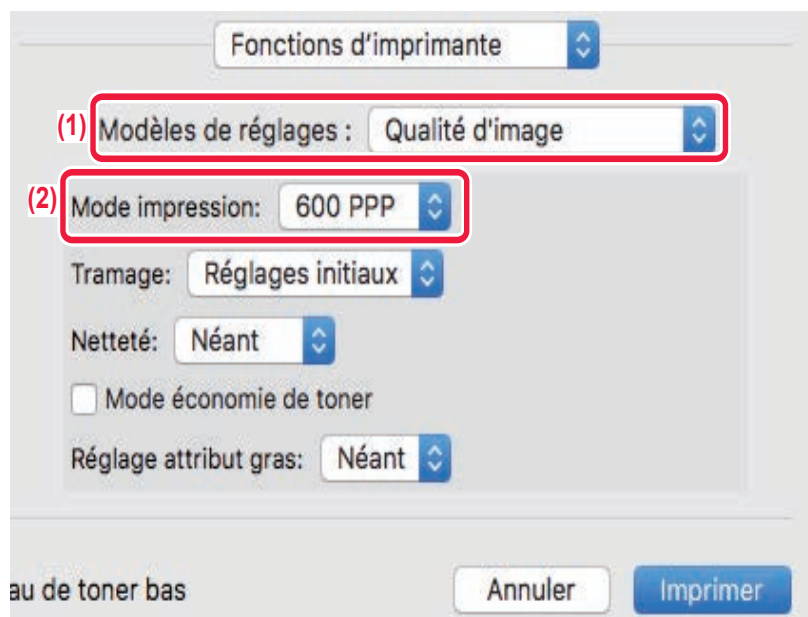 Fonctions d'imprimante
(1) Modèles de réglages : Qualité d'image
(2) Mode impression: 600 PPP
Tramage: Réglages initiaux
Netteté: Néant
Mode économie de toner
Réglage attribut gras: Néant
au de toner bas Annuler Imprimer